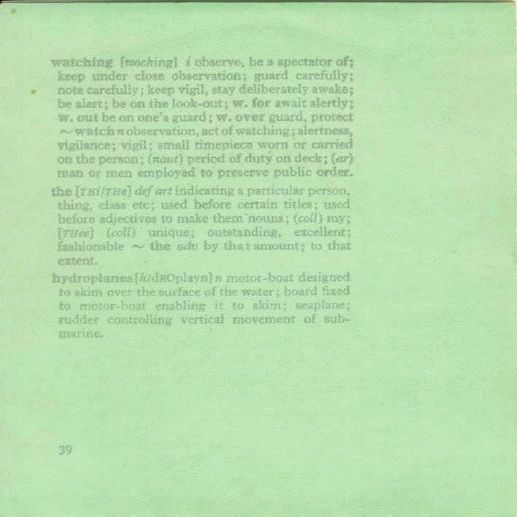 watching [woching] i observe, be a spectator of;
keep under close observation; guard carefully;
note carefully; keep vigil, stay deliberately awake;
be alert; be on the look-out; w. for await alertly;
w. out be on one's guard; w. over guard, protect
~watch n observation, act of watching; alertness,
vigilance; vigil; small timepiece worn or carried
on the person; (naut) period of duty on deck; (ar)
man or men employed to preserve public order.
the [THi/THe] def art indicating a particular person,
thing, class etc; used before certain titles; used
before adjectives to make them nouns; (coll) my;
[THee] (coll) unique; outstanding, excellent;
fashionable ~ the adv by that amount; to that
extent.
hydroplanes [hIdROplayn] n motor-boat designed
to skim over the surface of the water; board fixed
to motor-boat enabling it to skim; seaplane;
rudder controlling vertical movement of sub-
marine.
39